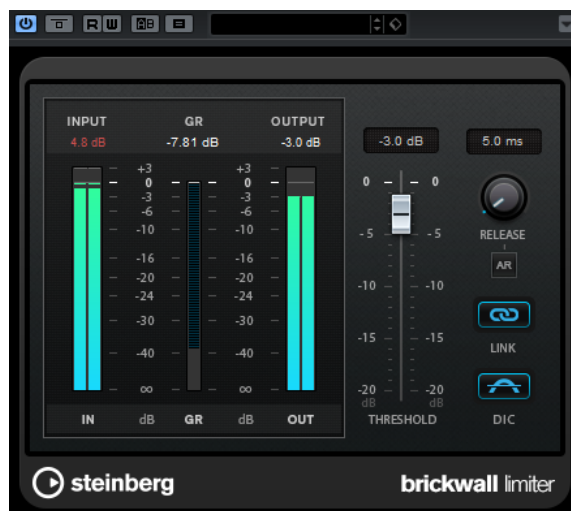 R W AB
INPUT GR OUTPUT
4.8 dB -7.81 dB -3.0 dB
-3.0 dB 5.0 ms
+3 +3
0 0
-3 -3
-6 -6
-10 -10
-16 -16
-20 -20
-24 -24
-30 -30
-40 -40
∞ ∞
IN dB GR dB OUT
0 0
-5 -5
-10 -10
-15 -15
-20 -20
dB dB
THRESHOLD
RELEASE
AR
LINK
DIC
steinberg
brickwall limiter